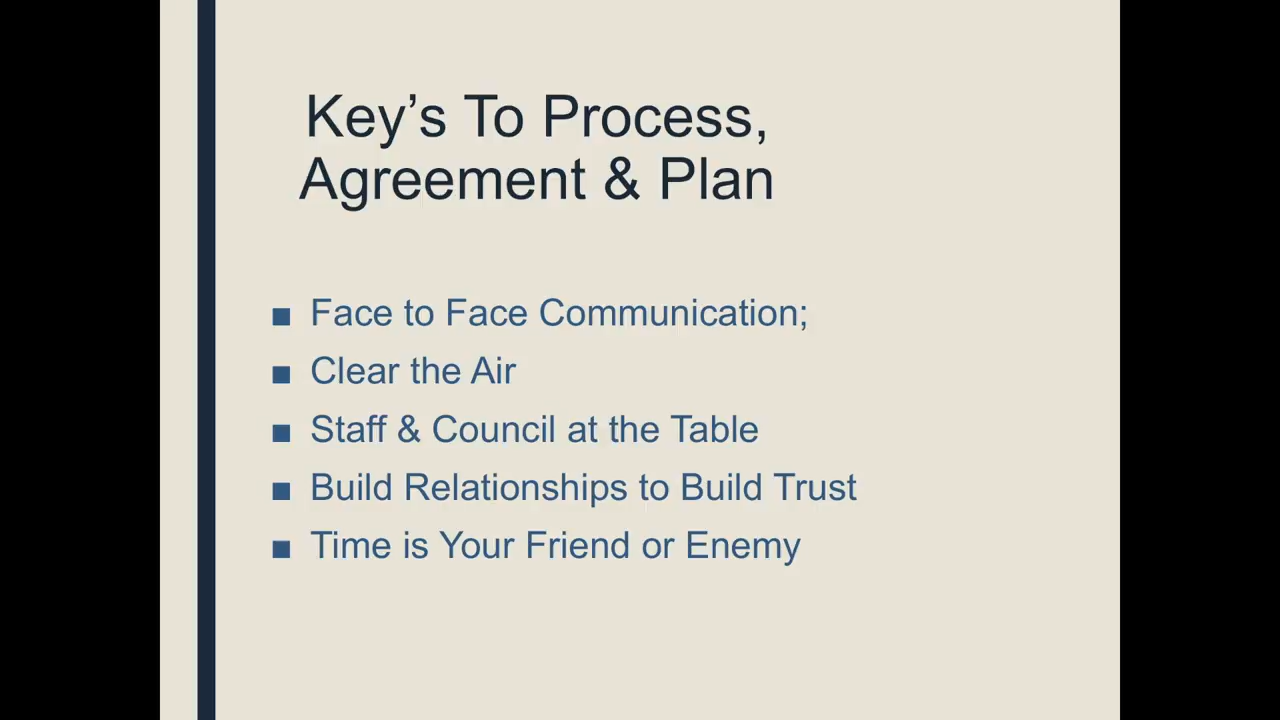 Key’s To Process,
Agreement & Plan
■ Face to Face Communication;
■ Clear the Air
■ Staff & Council at the Table
■ Build Relationships to Build Trust
■ Time is Your Friend or Enemy